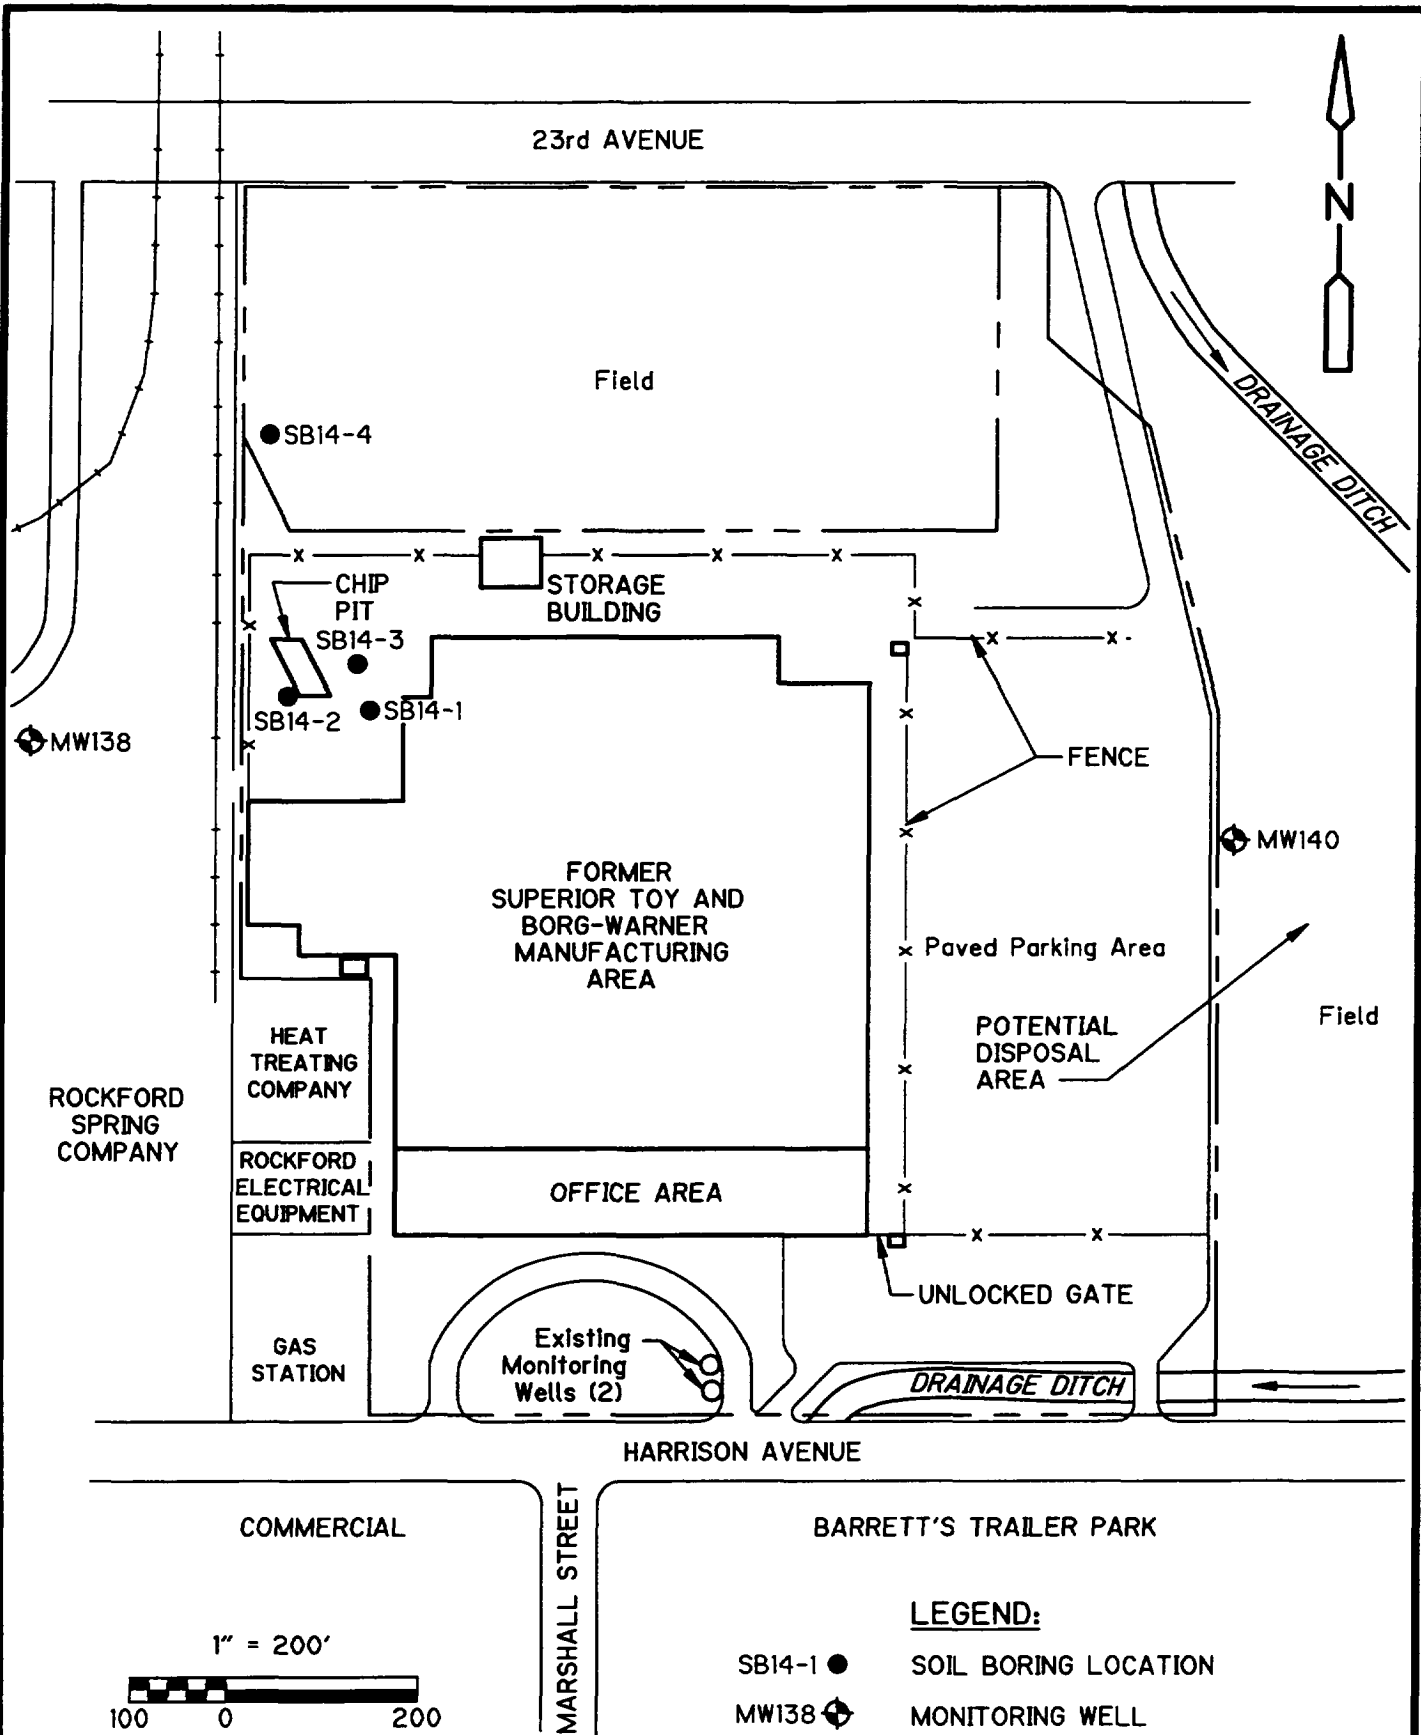 23rd AVENUE
N
Field
DRAINAGE DITCH
SB14-4
CHIP
PIT
STORAGE
BUILDING
SB14-3
SB14-2
SB14-1
MW138
FENCE
MW140
FORMER
SUPERIOR TOY AND
BORG-WARNER
MANUFACTURING
AREA
Paved Parking Area
POTENTIAL
DISPOSAL
AREA
Field
HEAT
TREATING
COMPANY
ROCKFORD
SPRING
COMPANY
ROCKFORD
ELECTRICAL
EQUIPMENT
OFFICE AREA
UNLOCKED GATE
GAS
STATION
Existing
Monitoring
Wells (2)
DRAINAGE DITCH
HARRISON AVENUE
MARSHALL STREET
COMMERCIAL
BARRETT'S TRAILER PARK
1" = 200'
100 0 200
LEGEND:
SB14-1 SOIL BORING LOCATION
MW138 MONITORING WELL